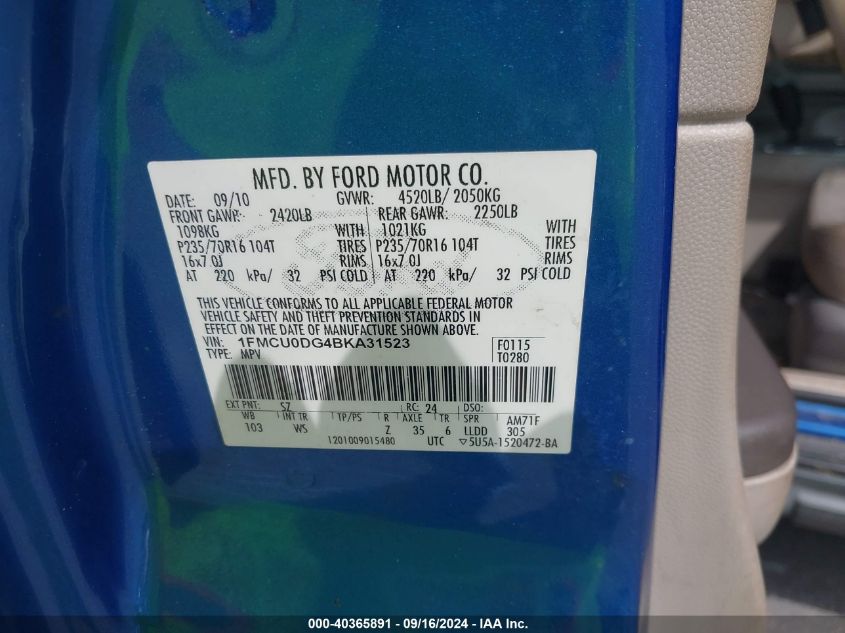 MFD. BY FORD MOTOR CO.
DATE: 09/10 GVWR: 4520LB/ 2050KG
FRONT GAWR: 2420LB REAR GAWR: 2250LB
1098KG WITH 1021KG WITH
P235/70R16 104T TIRES P235/70R16 104T TIRES
16x7.0J RIMS 16x7.0J RIMS
AT 220 kPa/ 32 PSI COLD AT 220 kPa/ 32 PSI COLD
THIS VEHICLE CONFORMS TO ALL APPLICABLE FEDERAL MOTOR
VEHICLE SAFETY AND THEFT PREVENTION STANDARDS IN
EFFECT ON THE DATE OF MANUFACTURE SHOWN ABOVE.
VIN: 1FMCU0DG4BKA31523 F0115
TYPE: MPV T0280
EXT PNT: SZ RC: 24 DSO:
WB INT TR TP/PS R AXLE TR SPR AM71F
103 WS Z 35 6 LLDD 305
1201009015480 UTC ▽5U5A-1520472-BA
000-40365891 - 09/16/2024 - IAA Inc.